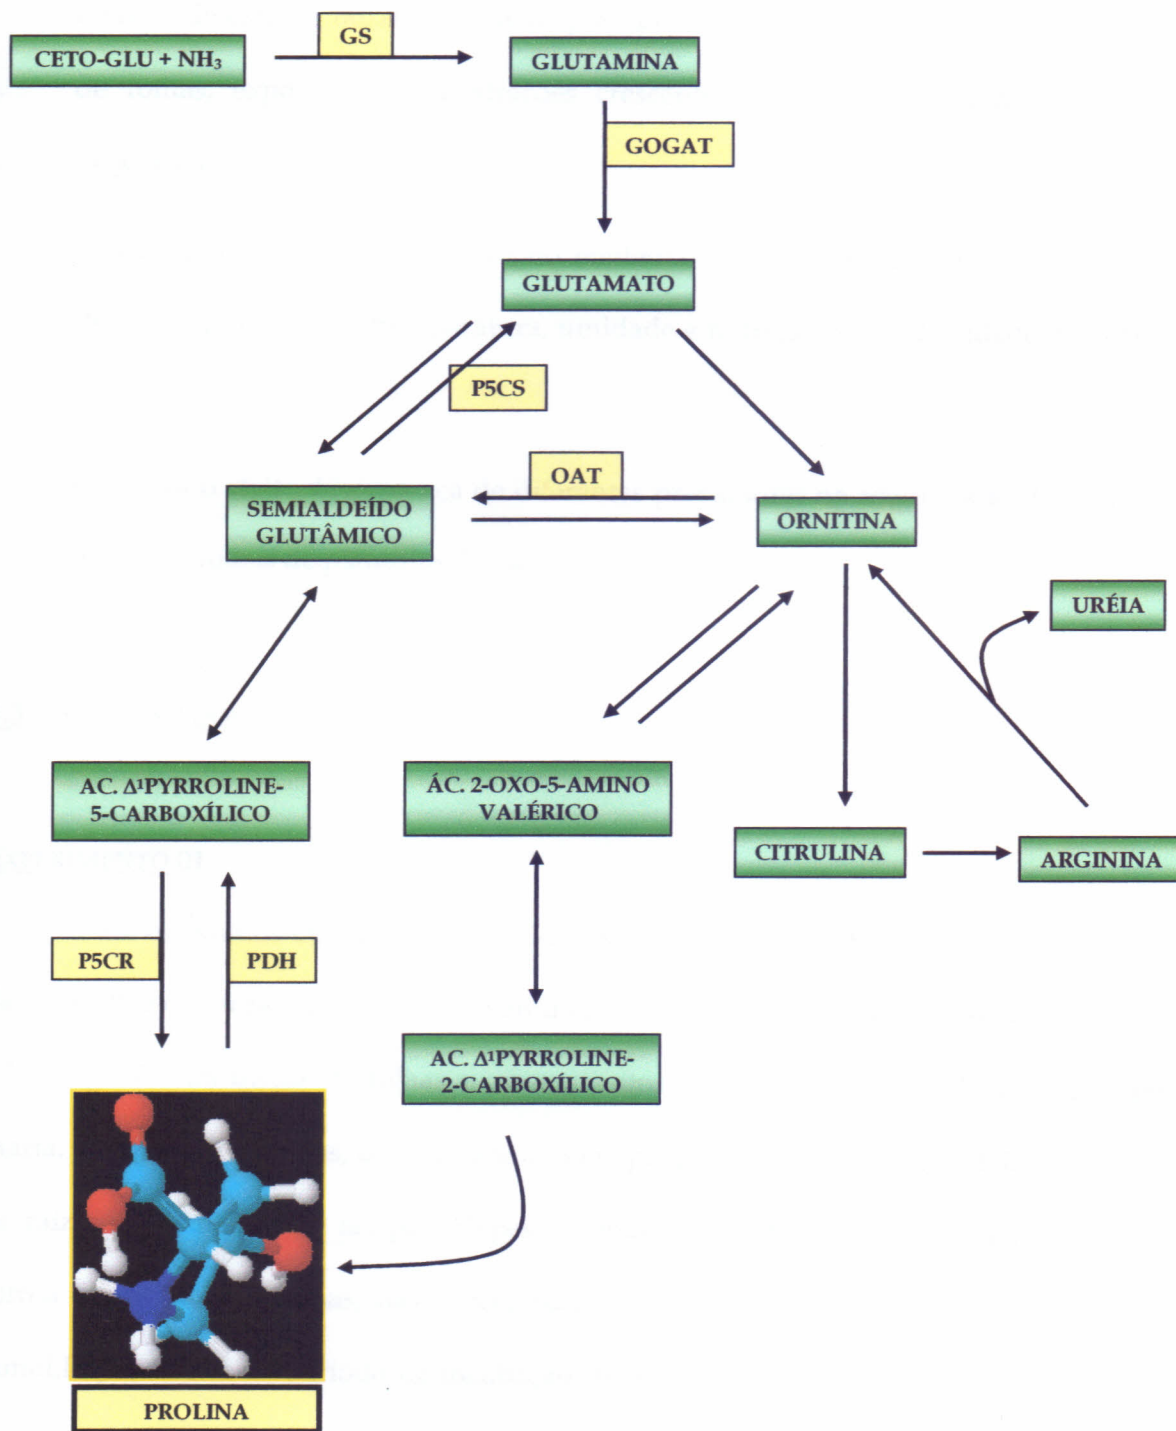 CETO-GLU + NH₃
GS
GLUTAMINA
GOGAT
GLUTAMATO
P5CS
OAT
SEMIALDEÍDO
GLUTÂMICO
ORNITINA
URÉIA
AC. Δ¹PYRROLINE-
5-CARBOXÍLICO
ÁC. 2-OXO-5-AMINO
VALÉRICO
CITRULINA
ARGININA
P5CR
PDH
AC. Δ¹PYRROLINE-
2-CARBOXÍLICO
PROLINA